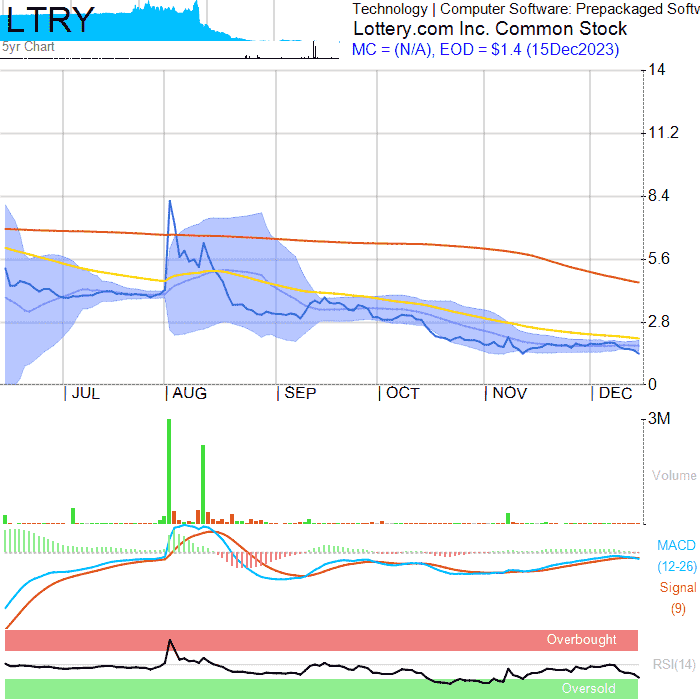 LTRY
Technology | Computer Software: Prepackaged Softw
Lottery.com Inc. Common Stock
5yr Chart
MC = (N/A), EOD = $1.4 (15Dec2023)
14
11.2
8.4
5.6
2.8
0
JUL AUG SEP OCT NOV DEC
3M
Volume
MACD
(12-26)
Signal
(9)
Overbought
RSI(14)
Oversold